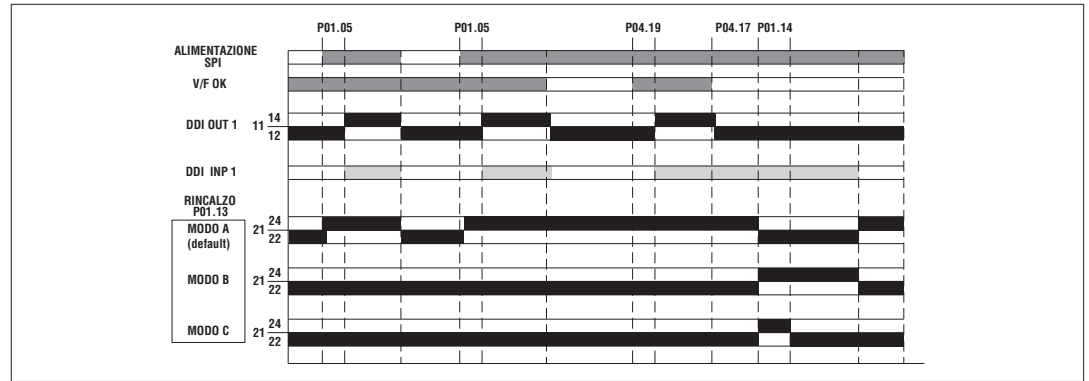 P01.05 P01.05 P04.19 P04.17 P01.14
ALIMENTAZIONE
SPI
V/F OK
DDI OUT 1 11 14
12
DDI INP 1
RINCALZO
P01.13
MODO A
(default)
21 24
22
MODO B 21 24
22
MODO C 21 24
22